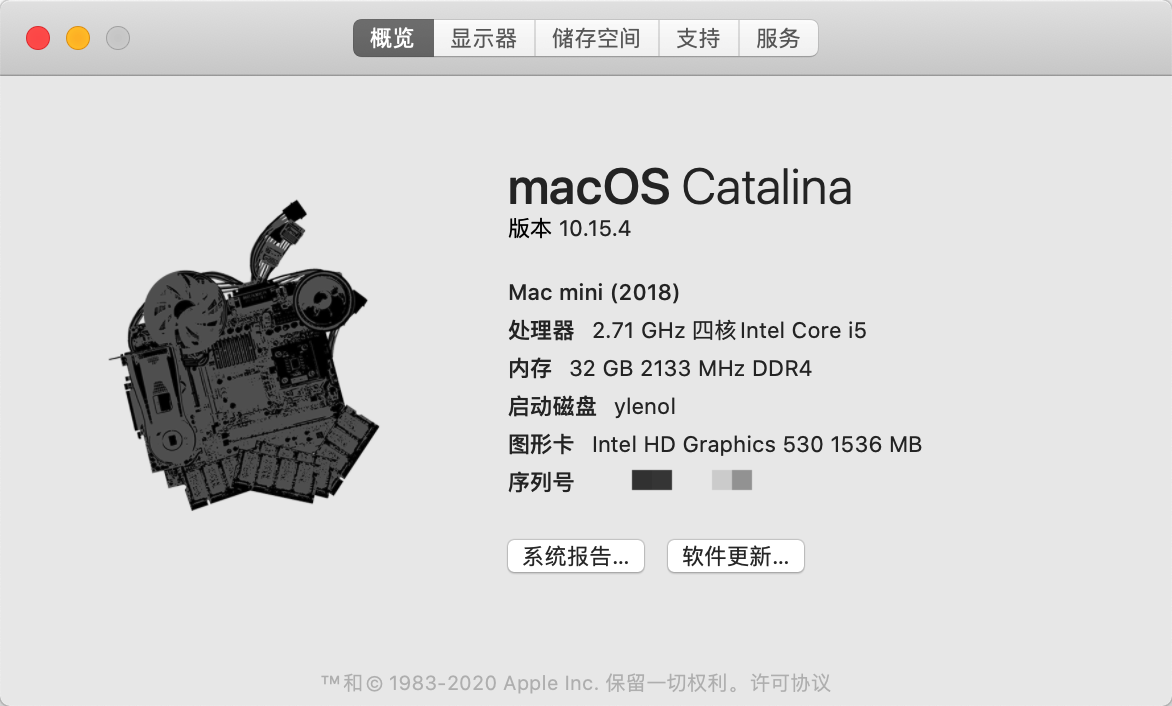 概览 显示器 储存空间 支持 服务
macOS Catalina
版本 10.15.4
Mac mini (2018)
处理器 2.71 GHz 四核Intel Core i5
内存 32 GB 2133 MHz DDR4
启动磁盘 ylenol
图形卡 Intel HD Graphics 530 1536 MB
序列号
系统报告... 软件更新...
™和© 1983-2020 Apple Inc. 保留一切权利。许可协议